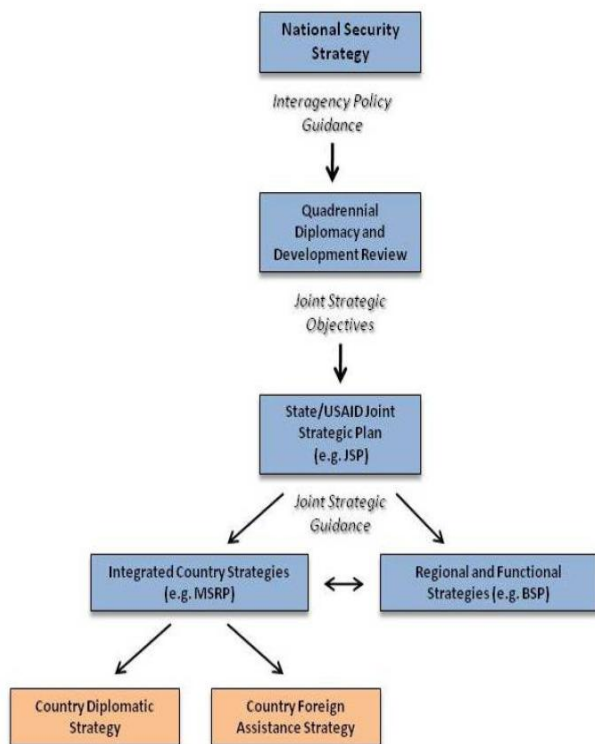 National Security
Strategy
Interagency Policy
Guidance
Quadrennial
Diplomacy and
Development Review
Joint Strategic
Objectives
State/USAID Joint
Strategic Plan
(e.g. JSP)
Joint Strategic
Guidance
Integrated Country Strategies
(e.g. MSRP)
Regional and Functional
Strategies (e.g. BSP)
Country Diplomatic
Strategy
Country Foreign
Assistance Strategy